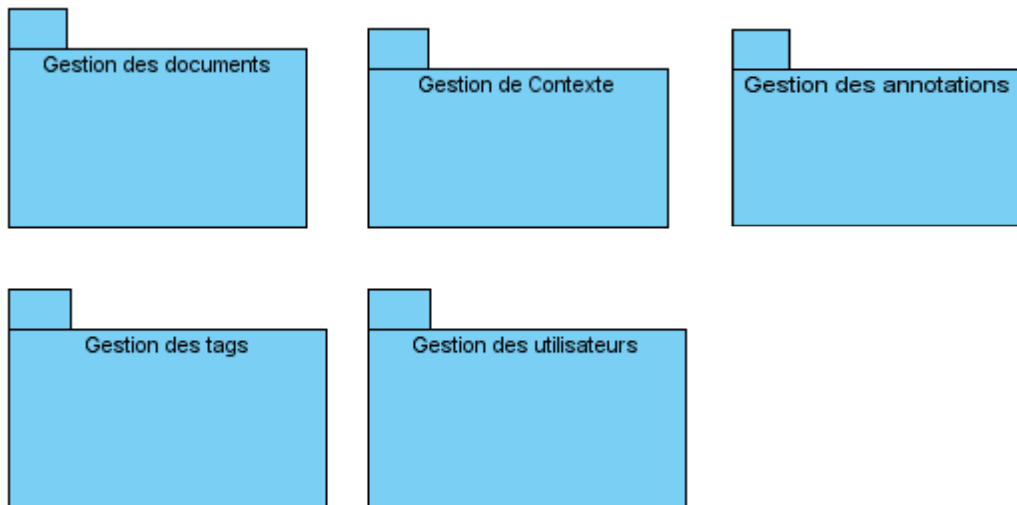 Gestion des documents
Gestion de Contexte
Gestion des annotations
Gestion des tags
Gestion des utilisateurs